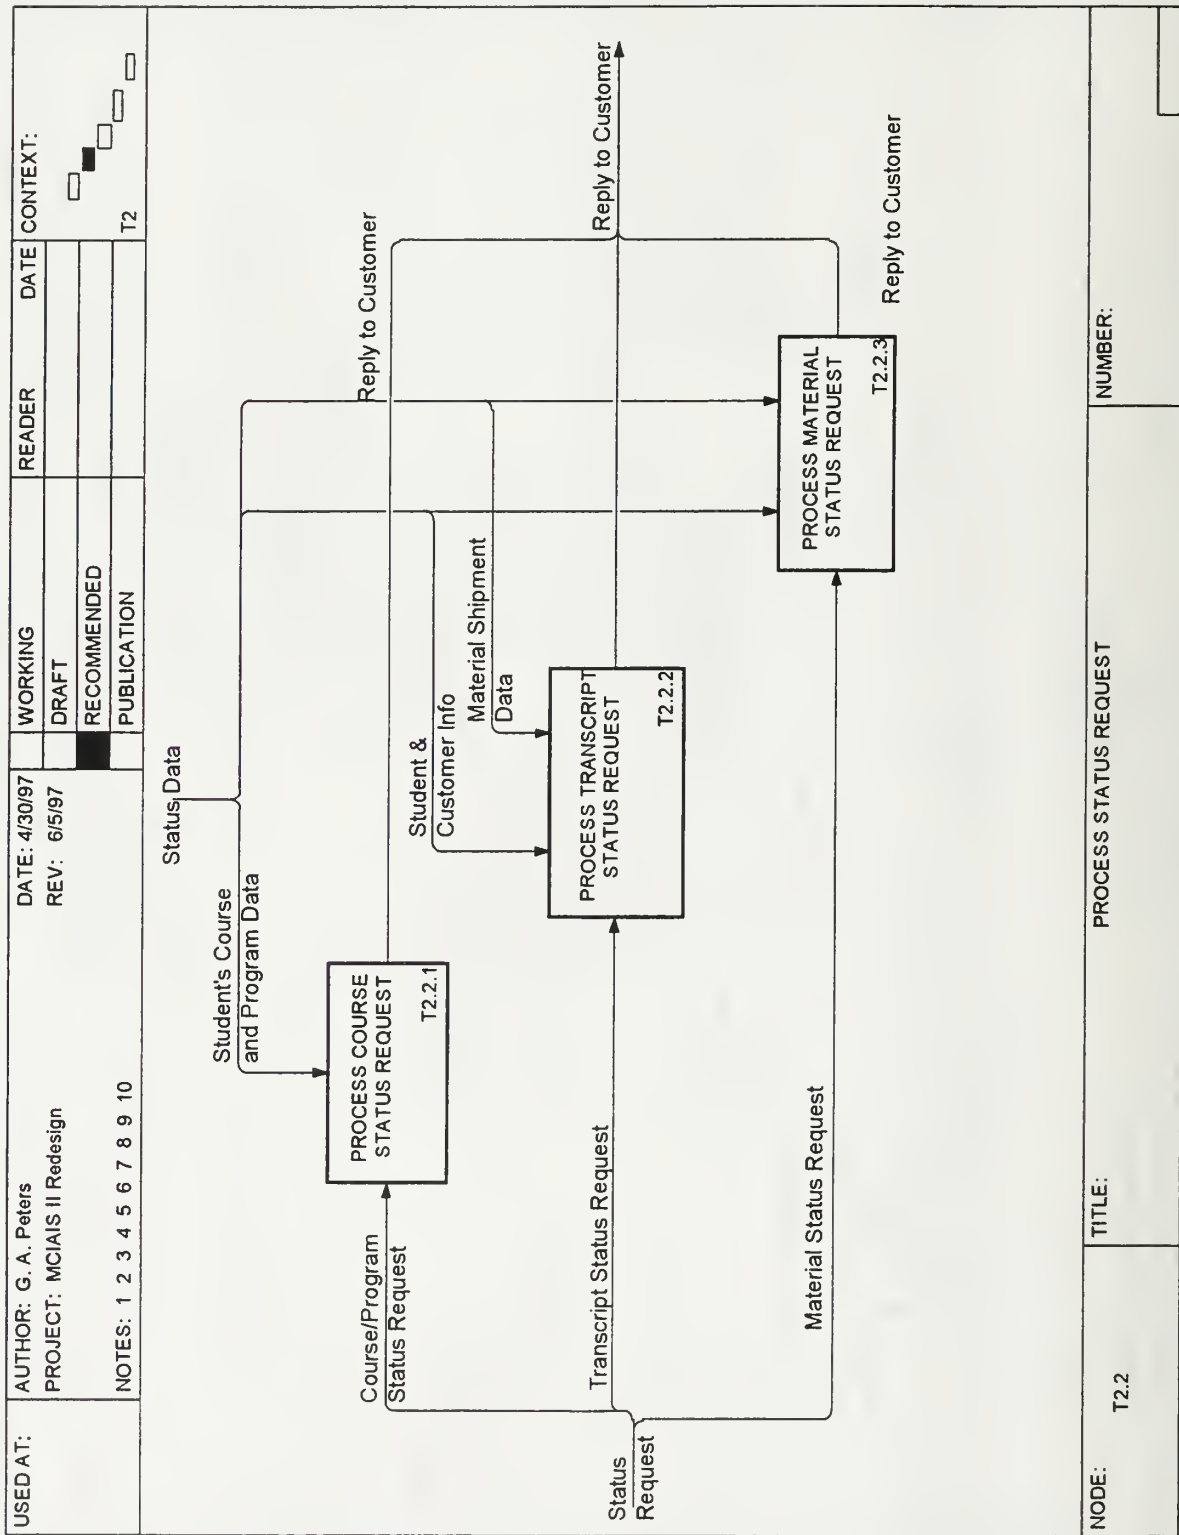 USED AT:
AUTHOR: G. A. Peters
PROJECT: MCIAIS II Redesign
NOTES: 1 2 3 4 5 6 7 8 9 10
DATE: 4/30/97
REV: 6/5/97
WORKING
DRAFT
RECOMMENDED
PUBLICATION
READER
DATE
CONTEXT:
T2
Status Data
Student's Course
and Program Data
Course/Program
Status Request
PROCESS COURSE
STATUS REQUEST
T2.2.1
Reply to Customer
Student &
Customer Info
Material Shipment
Data
Transcript Status Request
PROCESS TRANSCRIPT
STATUS REQUEST
T2.2.2
Reply to Customer
Status
Request
Material Status Request
PROCESS MATERIAL
STATUS REQUEST
T2.2.3
Reply to Customer
NODE:
T2.2
TITLE:
PROCESS STATUS REQUEST
NUMBER: